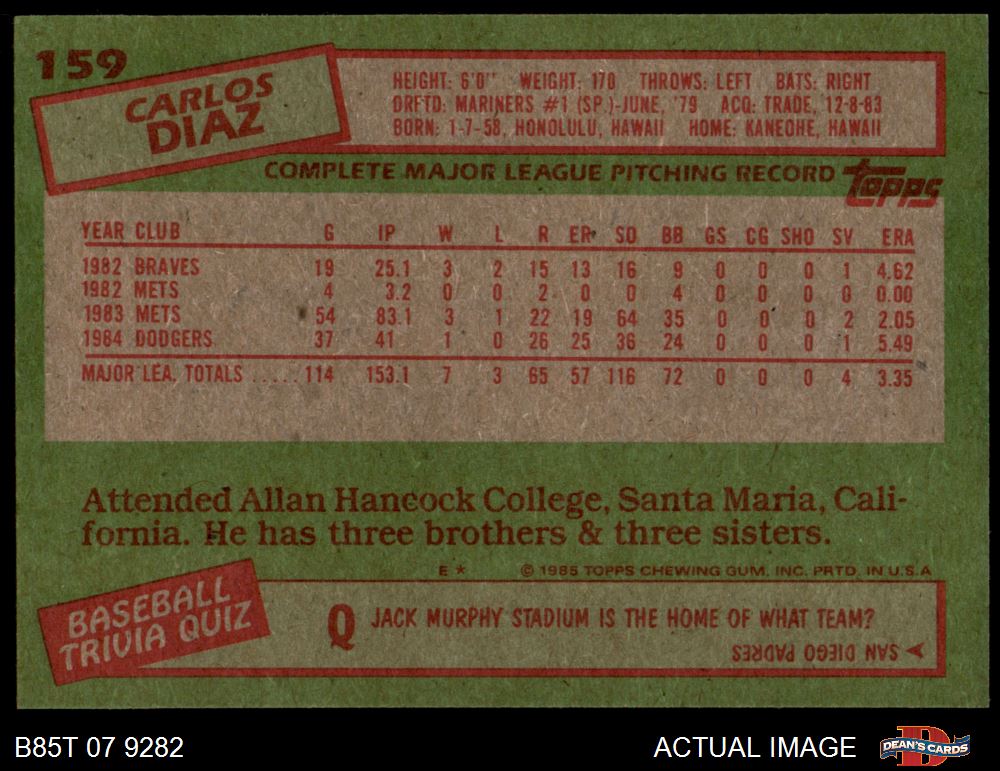 159
CARLOS
DIAZ
HEIGHT: 6'0" WEIGHT: 170 THROWS: LEFT BATS: RIGHT
DRFTD: MARINERS #1 (SP.)-JUNE, '79 ACQ: TRADE, 12-8-83
BORN: 1-7-58, HONOLULU, HAWAII HOME: KANEOHE, HAWAII
COMPLETE MAJOR LEAGUE PITCHING RECORD topps
YEAR CLUB G IP W L R ER SO BB GS CG SHO SV ERA
1982 BRAVES 19 25.1 3 2 15 13 16 9 0 0 0 1 4.62
1982 METS 4 3.2 0 0 2 0 0 4 0 0 0 0 0.00
1983 METS 54 83.1 3 1 22 19 64 35 0 0 0 2 2.05
1984 DODGERS 37 41 1 0 26 25 36 24 0 0 0 1 5.49
MAJOR LEA. TOTALS ..... 114 153.1 7 3 65 57 116 72 0 0 0 4 3.35
Attended Allan Hancock College, Santa Maria, Cali-
fornia. He has three brothers & three sisters.
E * © 1985 TOPPS CHEWING GUM, INC. PRTD. IN U.S.A
BASEBALL
TRIVIA QUIZ
Q JACK MURPHY STADIUM IS THE HOME OF WHAT TEAM?
SAN DIEGO PADRES
B85T 07 9282 ACTUAL IMAGE DEAN'S CARDS